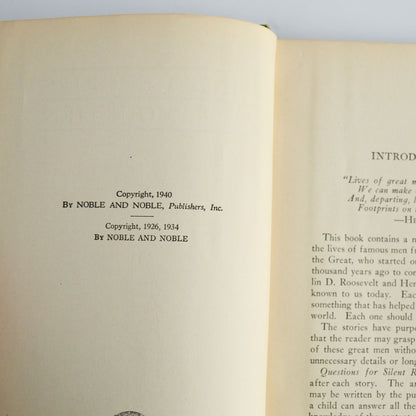 Copyright, 1940
By NOBLE AND NOBLE, Publishers, Inc.
Copyright, 1926, 1934
By NOBLE AND NOBLE
INTROD
"Lives of great m
We can make
And, departing, l
Footprints on
—H
This book contains a
the lives of famous men f
the Great, who started o
thousand years ago to co
lin D. Roosevelt and Her
known to us today. Each
something that has helped
world. Each one should
The stories have purpo
that the reader may grasp
of these great men witho
unnecessary details or long
Questions for Silent R
after each story. The an
may be written by the pu
a child can answer all the